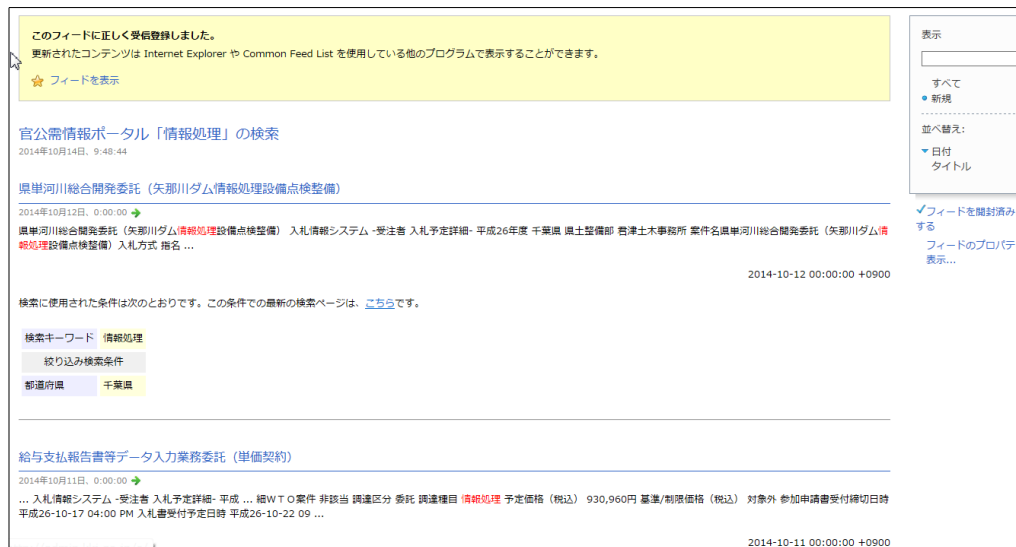 このフィードに正しく受信登録しました。
更新されたコンテンツは Internet Explorer や Common Feed List を使用している他のプログラムで表示することができます。
フィードを表示
官公需情報ポータル「情報処理」の検索
2014年10月14日、9:48:44
県単河川総合開発委託（矢那川ダム情報処理設備点検整備）
2014年10月12日、0:00:00
県単河川総合開発委託（矢那川ダム情報処理設備点検整備） 入札情報システム -受注者 入札予定詳細- 平成26年度 千葉県 県土整備部 君津土木事務所 案件名県単河川総合開発委託（矢那川ダム情
報処理設備点検整備）入札方式 指名 ...
2014-10-12 00:00:00 +0900
検索に使用された条件は次のとおりです。この条件での最新の検索ページは、こちらです。
検索キーワード 情報処理
絞り込み検索条件
都道府県 千葉県
給与支払報告書等データ入力業務委託（単価契約）
2014年10月11日、0:00:00
... 入札情報システム -受注者 入札予定詳細- 平成 ... 細ＷＴＯ案件 非該当 調達区分 委託 調達種目 情報処理 予定価格（税込） 930,960円 基準/制限価格（税込） 対象外 参加申請書受付締切日時
平成26-10-17 04:00 PM 入札書受付予定日時 平成26-10-22 09 ...
2014-10-11 00:00:00 +0900
表示
すべて
新規
並べ替え:
日付
タイトル
フィードを開封済み
する
フィードのプロパテ
表示...